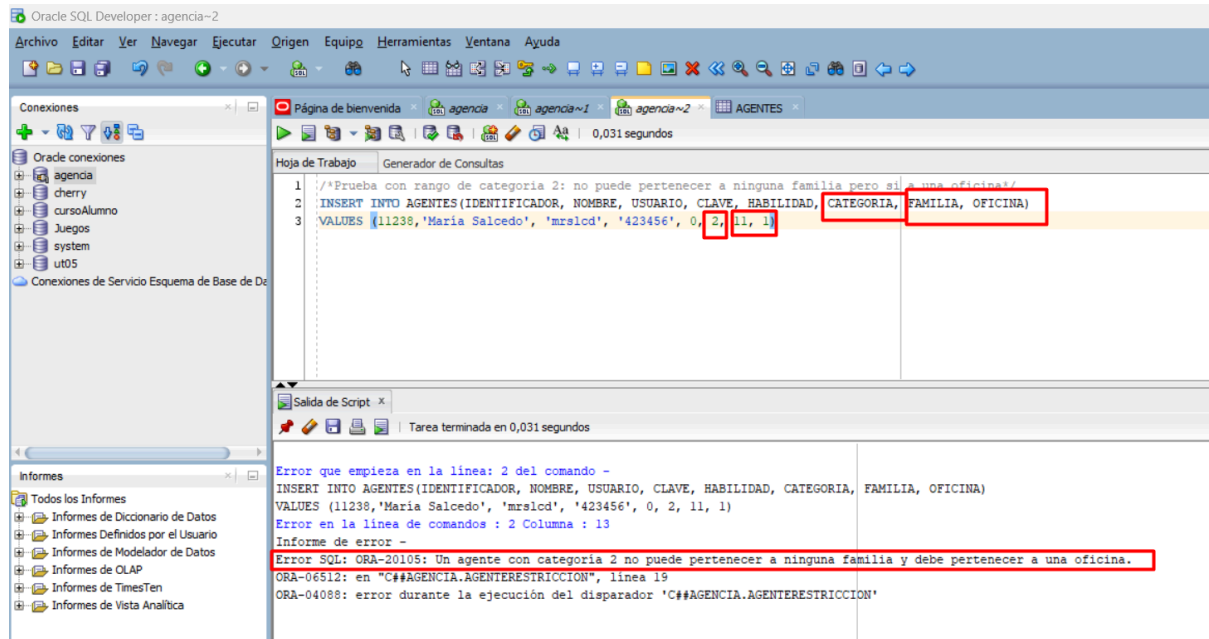 Oracle SQL Developer : agencia~2
Archivo Editar Ver Navegar Ejecutar Origen Equipo Herramientas Ventana Ayuda
Conexiones
Página de bienvenida agencia agencia~1 agencia~2 AGENTES
0,031 segundos
Hoja de Trabajo Generador de Consultas
Oracle conexiones
agencia
cherry
cursoAlumno
Juegos
system
ut05
Conexiones de Servicio Esquema de Base de Da
1 /*Prueba con rango de categoría 2: no puede pertenecer a ninguna familia pero si a una oficina*/
2 INSERT INTO AGENTES(IDENTIFICADOR, NOMBRE, USUARIO, CLAVE, HABILIDAD, CATEGORIA, FAMILIA, OFICINA)
3 VALUES (11238,'María Salcedo', 'mrslcd', '423456', 0, 2, 11, 1)
Salida de Script
Tarea terminada en 0,031 segundos
Informes
Todos los Informes
Informes de Diccionario de Datos
Informes Definidos por el Usuario
Informes de Modelador de Datos
Informes de OLAP
Informes de TimesTen
Informes de Vista Analítica
Error que empieza en la línea: 2 del comando -
INSERT INTO AGENTES(IDENTIFICADOR, NOMBRE, USUARIO, CLAVE, HABILIDAD, CATEGORIA, FAMILIA, OFICINA)
VALUES (11238,'María Salcedo', 'mrslcd', '423456', 0, 2, 11, 1)
Error en la línea de comandos : 2 Columna : 13
Informe de error -
Error SQL: ORA-20105: Un agente con categoría 2 no puede pertenecer a ninguna familia y debe pertenecer a una oficina.
ORA-06512: en "C##AGENCIA.AGENTERESTRICCION", línea 19
ORA-04088: error durante la ejecución del disparador 'C##AGENCIA.AGENTERESTRICCION'